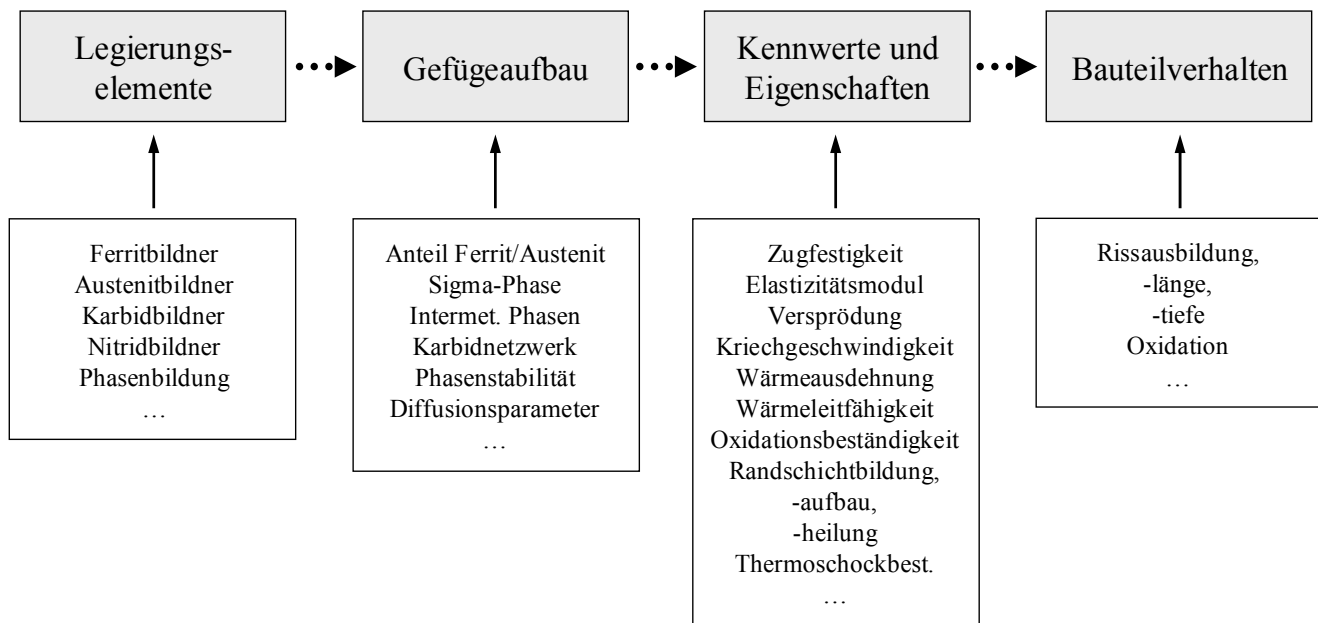 Legierungs-
elemente
Gefügeaufbau
Kennwerte und
Eigenschaften
Bauteilverhalten
Ferritbildner
Austenitbildner
Karbidbildner
Nitridbildner
Phasenbildung
…
Anteil Ferrit/Austenit
Sigma-Phase
Intermet. Phasen
Karbidnetzwerk
Phasenstabilität
Diffusionsparameter
…
Zugfestigkeit
Elastizitätsmodul
Versprödung
Kriechgeschwindigkeit
Wärmeausdehnung
Wärmeleitfähigkeit
Oxidationsbeständigkeit
Randschichtbildung,
-aufbau,
-heilung
Thermoschockbest.
…
Rissausbildung,
-länge,
-tiefe
Oxidation
…